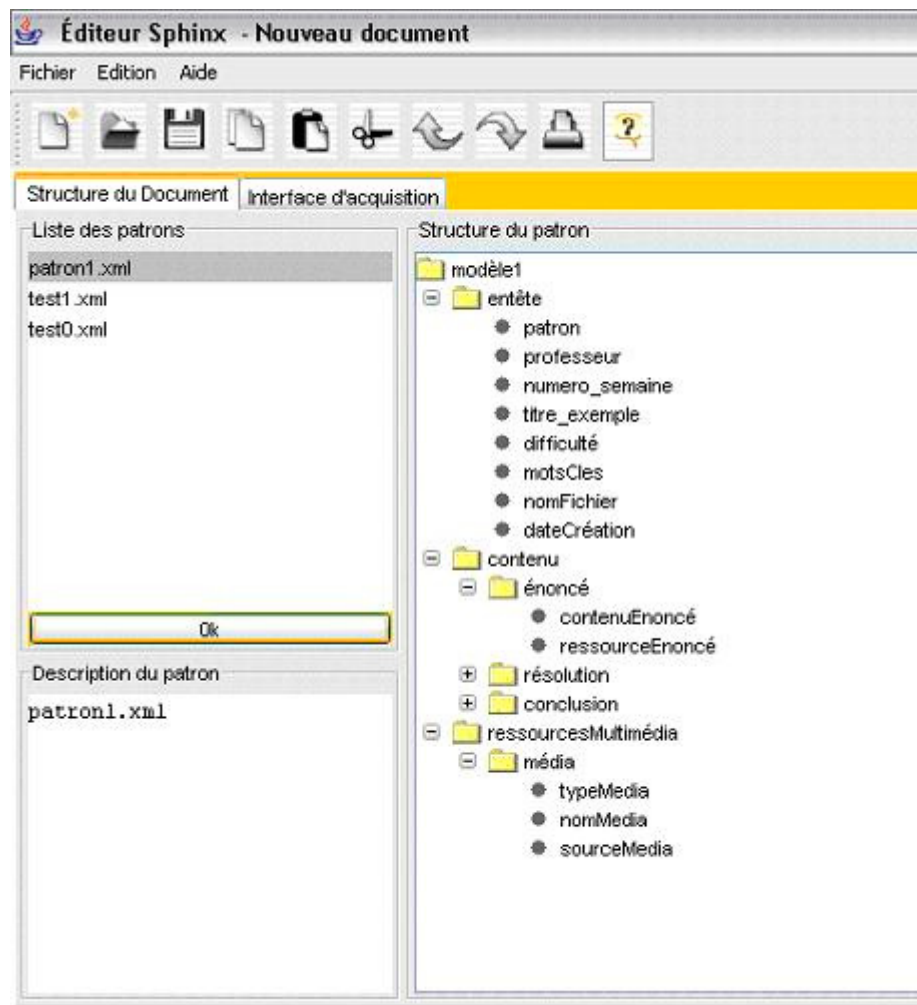 Éditeur Sphinx - Nouveau document
Fichier Edition Aide
?
Structure du Document Interface d'acquisition
Liste des patrons
patron1.xml
test1.xml
test0.xml
Ok
Description du patron
patron1.xml
Structure du patron
modèle1
entête
patron
professeur
numero_semaine
titre_exemple
difficulté
motsCles
nomFichier
dateCréation
contenu
énoncé
contenuEnoncé
ressourceEnoncé
résolution
conclusion
ressourcesMultimédia
média
typeMedia
nomMedia
sourceMedia